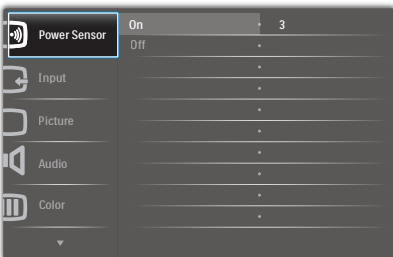 Power Sensor
On 3
Off
Input
Picture
Audio
Color